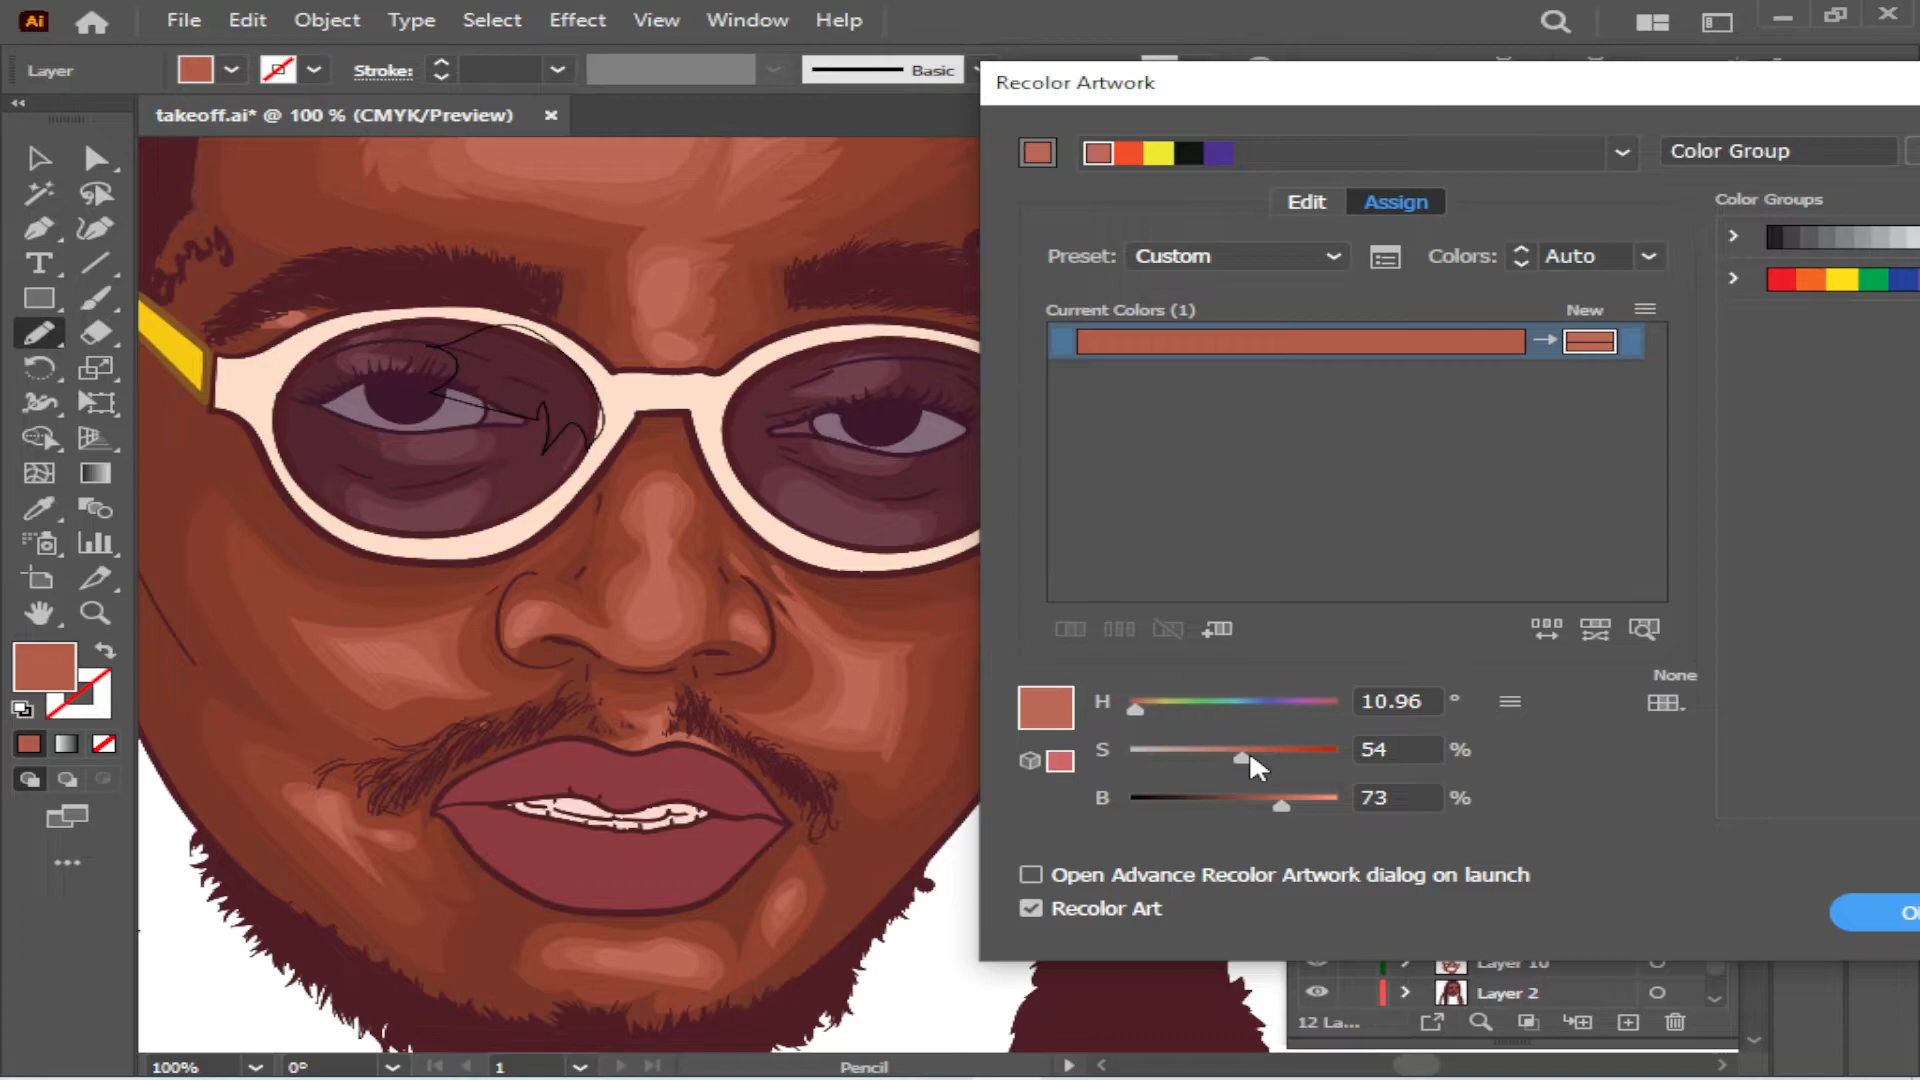 Ai File Edit Object Type Select Effect View Window Help
Layer Stroke: Basic
takeoff.ai* @ 100 % (CMYK/Preview) ×
Recolor Artwork
Color Group
Edit Assign
Color Groups
Preset: Custom Colors: Auto
Current Colors (1) New
None
H 10.96 °
S 54 %
B 73 %
Open Advance Recolor Artwork dialog on launch
Recolor Art
Layer 10
Layer 2
12 La...
100% 0° 1 Pencil